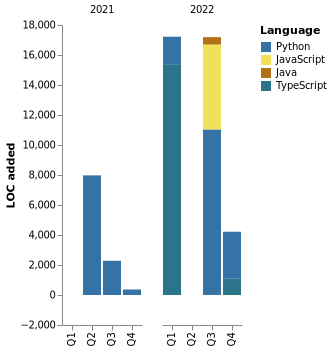 2021 2022
Language
Python
JavaScript
Java
TypeScript
LOC added
18,000
16,000
14,000
12,000
10,000
8,000
6,000
4,000
2,000
0
−2,000
Q1 Q2 Q3 Q4 Q1 Q2 Q3 Q4